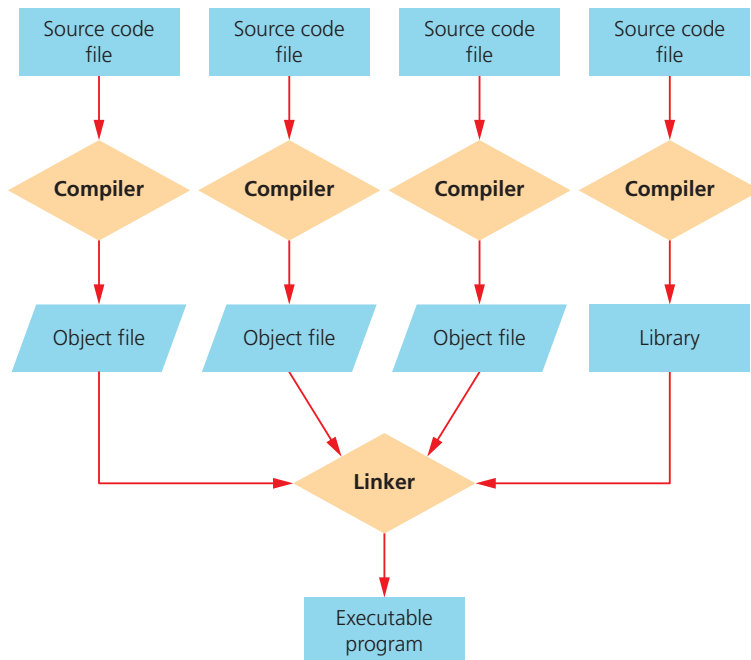 Source code
file
Source code
file
Source code
file
Source code
file
Compiler
Compiler
Compiler
Compiler
Object file
Object file
Object file
Library
Linker
Executable
program